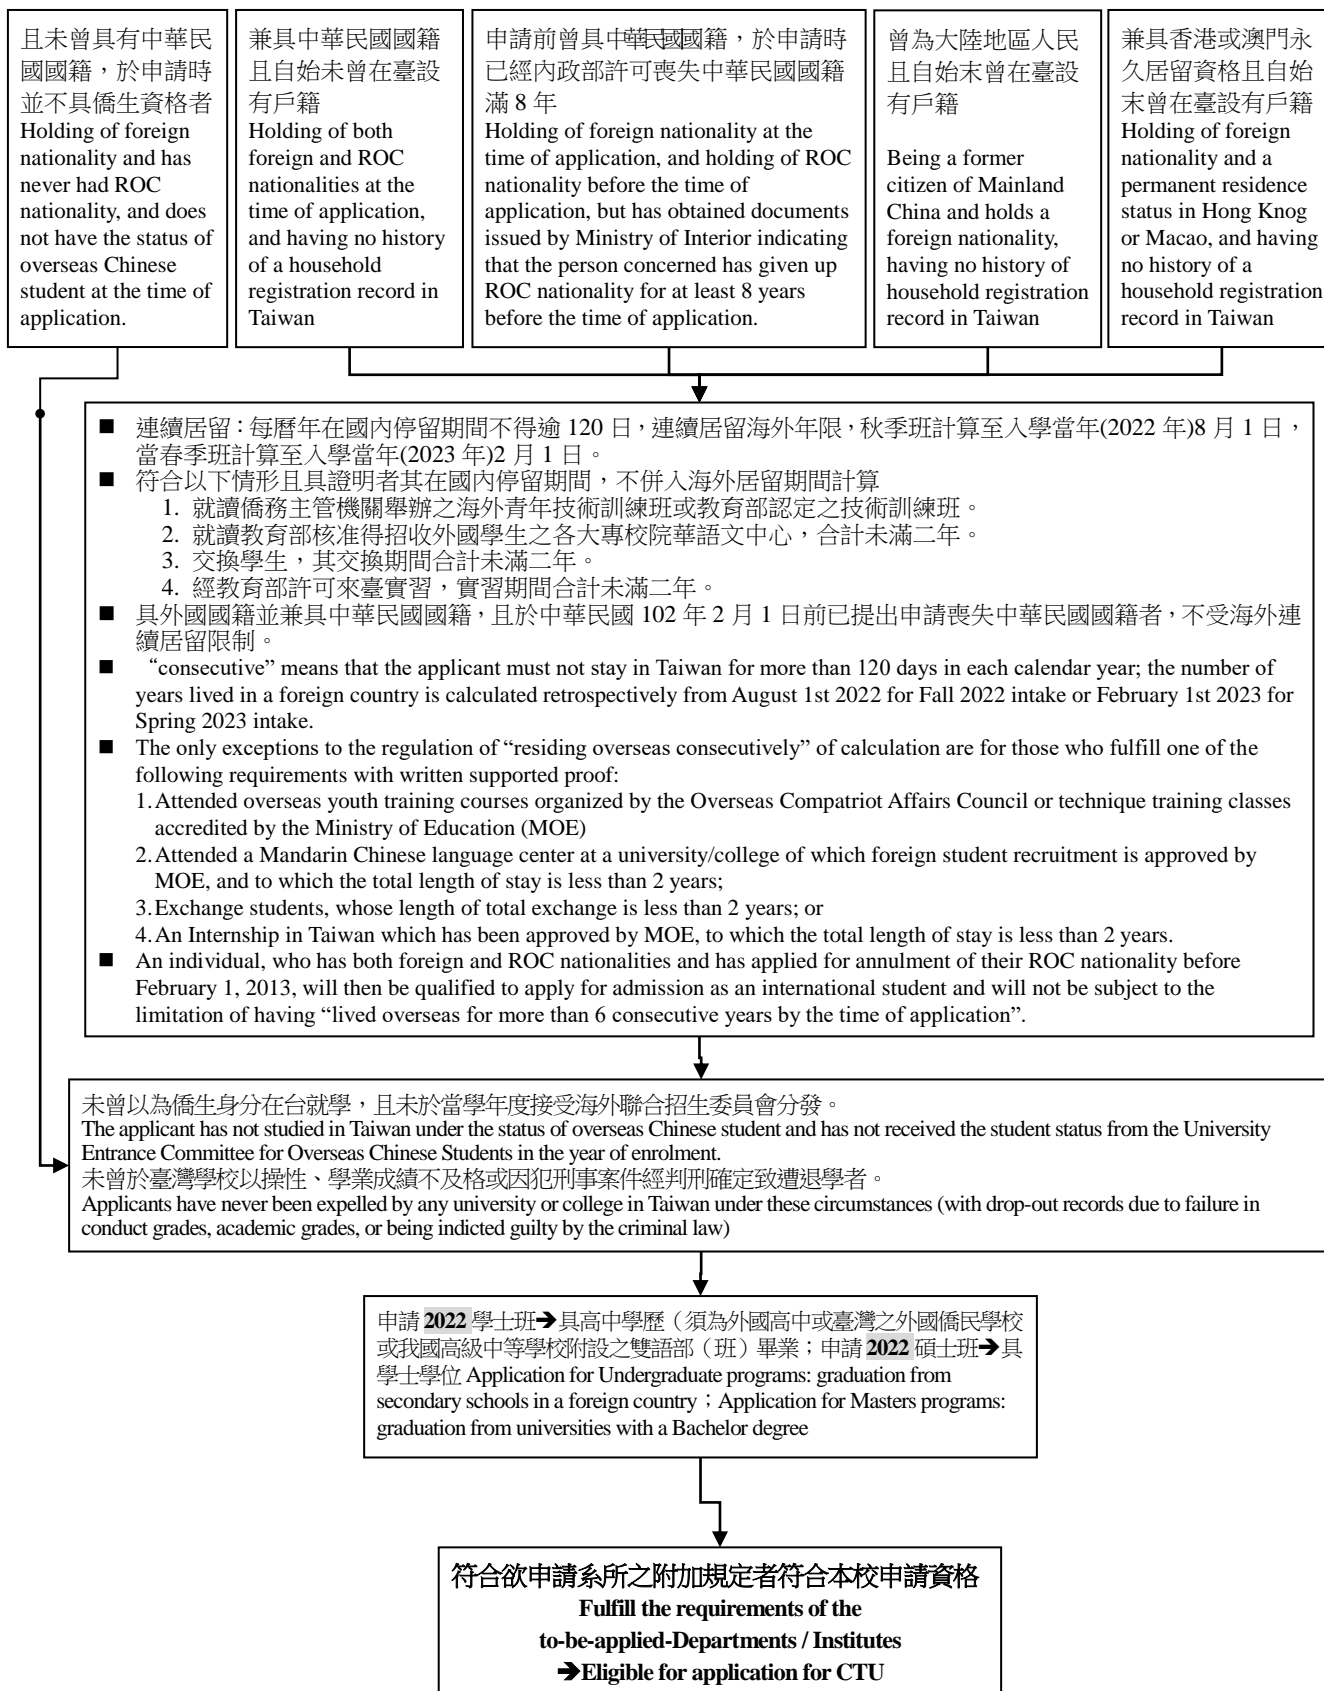 且未曾具有中華民
國國籍，於申請時
並不具僑生資格者
Holding of foreign
nationality and has
never had ROC
nationality, and does
not have the status of
overseas Chinese
student at the time of
application.
兼具中華民國國籍
且自始未曾在臺設
有戶籍
Holding of both
foreign and ROC
nationalities at the
time of application,
and having no history
of a household
registration record in
Taiwan
申請前曾具中華民國國籍，於申請時
已經內政部許可喪失中華民國國籍
滿 8 年
Holding of foreign nationality at the
time of application, and holding of ROC
nationality before the time of
application, but has obtained documents
issued by Ministry of Interior indicating
that the person concerned has given up
ROC nationality for at least 8 years
before the time of application.
曾為大陸地區人民
且自始末曾在臺設
有戶籍
Being a former
citizen of Mainland
China and holds a
foreign nationality,
having no history of
household registration
record in Taiwan
兼具香港或澳門永
久居留資格且自始
末曾在臺設有戶籍
Holding of foreign
nationality and a
permanent residence
status in Hong Knog
or Macao, and having
no history of a
household registration
record in Taiwan
■ 連續居留：每曆年在國內停留期間不得逾 120 日，連續居留海外年限，秋季班計算至入學當年(2022 年)8 月 1 日，
當春季班計算至入學當年(2023 年)2 月 1 日。
■ 符合以下情形且具證明者其在國內停留期間，不併入海外居留期間計算
1. 就讀僑務主管機關舉辦之海外青年技術訓練班或教育部認定之技術訓練班。
2. 就讀教育部核准得招收外國學生之各大專校院華語文中心，合計未滿二年。
3. 交換學生，其交換期間合計未滿二年。
4. 經教育部許可來臺實習，實習期間合計未滿二年。
■ 具外國國籍並兼具中華民國國籍，且於中華民國 102 年 2 月 1 日前已提出申請喪失中華民國國籍者，不受海外連
續居留限制。
■ “consecutive” means that the applicant must not stay in Taiwan for more than 120 days in each calendar year; the number of
years lived in a foreign country is calculated retrospectively from August 1st 2022 for Fall 2022 intake or February 1st 2023 for
Spring 2023 intake.
■ The only exceptions to the regulation of “residing overseas consecutively” of calculation are for those who fulfill one of the
following requirements with written supported proof:
1. Attended overseas youth training courses organized by the Overseas Compatriot Affairs Council or technique training classes
accredited by the Ministry of Education (MOE)
2. Attended a Mandarin Chinese language center at a university/college of which foreign student recruitment is approved by
MOE, and to which the total length of stay is less than 2 years;
3. Exchange students, whose length of total exchange is less than 2 years; or
4. An Internship in Taiwan which has been approved by MOE, to which the total length of stay is less than 2 years.
■ An individual, who has both foreign and ROC nationalities and has applied for annulment of their ROC nationality before
February 1, 2013, will then be qualified to apply for admission as an international student and will not be subject to the
limitation of having “lived overseas for more than 6 consecutive years by the time of application”.
未曾以為僑生身分在台就學，且未於當學年度接受海外聯合招生委員會分發。
The applicant has not studied in Taiwan under the status of overseas Chinese student and has not received the student status from the University
Entrance Committee for Overseas Chinese Students in the year of enrolment.
未曾於臺灣學校以操性、學業成績不及格或因犯刑事案件經判刑確定致遭退學者。
Applicants have never been expelled by any university or college in Taiwan under these circumstances (with drop-out records due to failure in
conduct grades, academic grades, or being indicted guilty by the criminal law)
申請 2022 學士班➔具高中學歷（須為外國高中或臺灣之外國僑民學校
或我國高級中等學校附設之雙語部（班）畢業；申請 2022 碩士班➔具
學士學位 Application for Undergraduate programs: graduation from
secondary schools in a foreign country；Application for Masters programs:
graduation from universities with a Bachelor degree
符合欲申請系所之附加規定者符合本校申請資格
Fulfill the requirements of the
to-be-applied-Departments / Institutes
➔Eligible for application for CTU